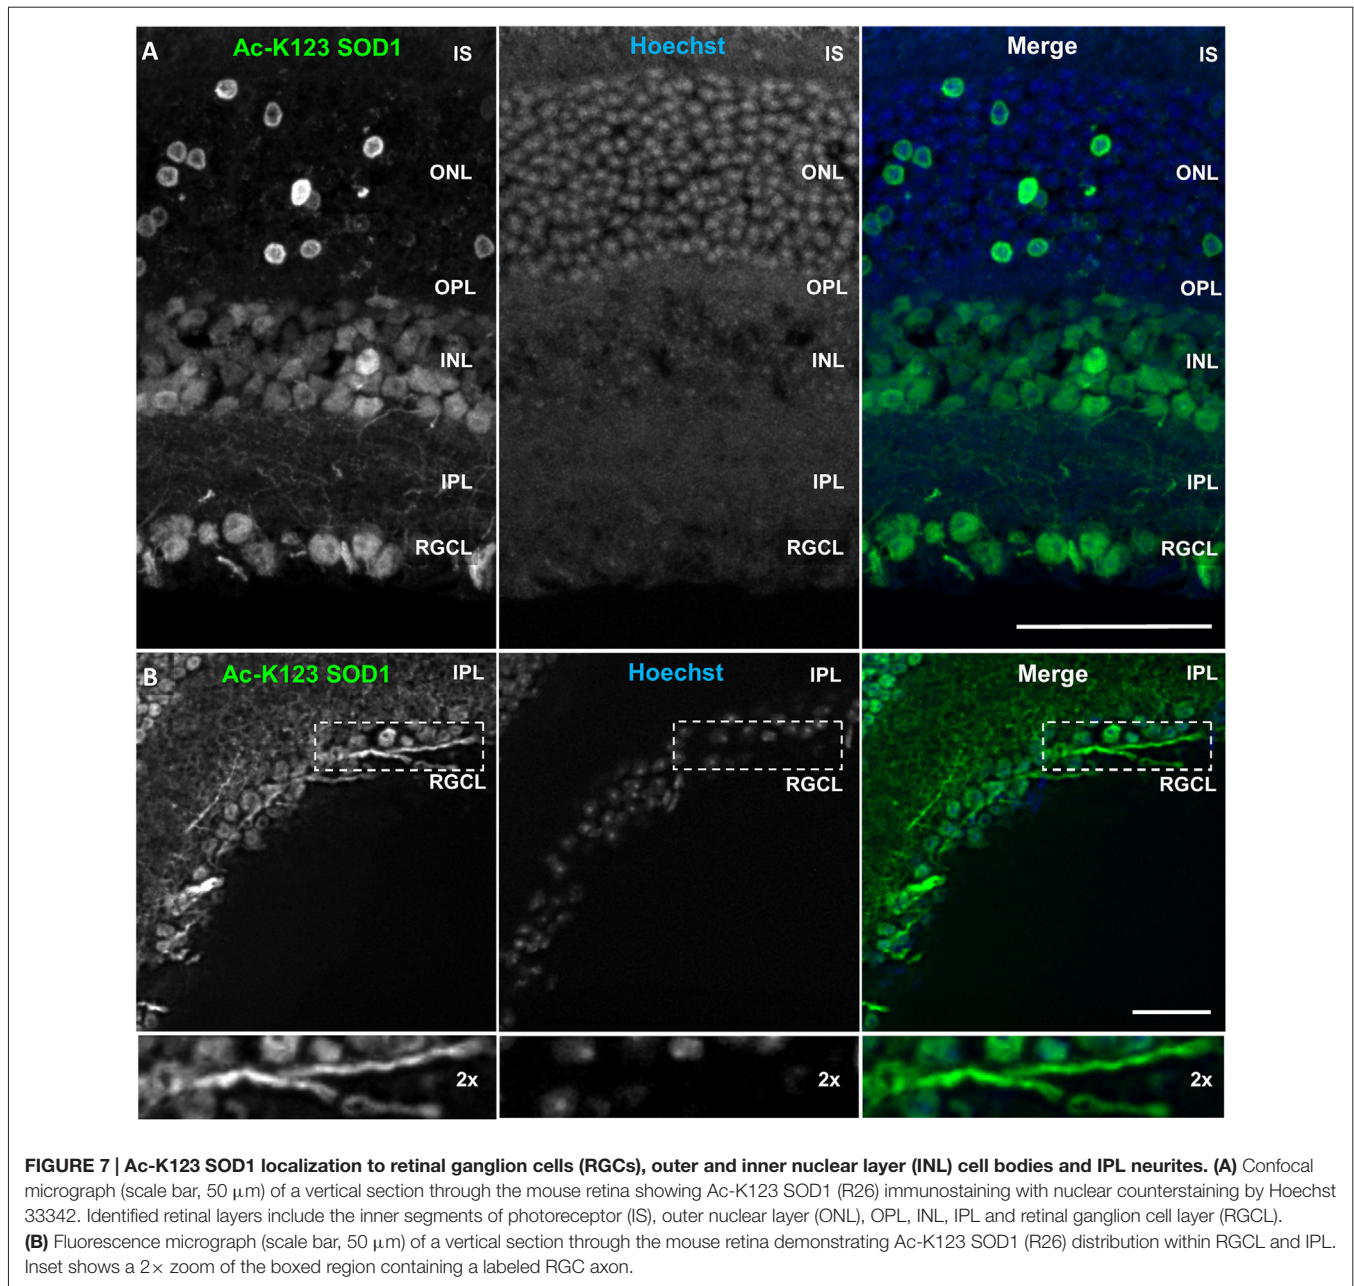 A Ac-K123 SOD1 IS Hoechst IS Merge IS
ONL ONL ONL
OPL OPL OPL
INL INL INL
IPL IPL IPL
RGCL RGCL RGCL
B Ac-K123 SOD1 IPL Hoechst IPL Merge IPL
RGCL RGCL RGCL
2x 2x 2x
FIGURE 7 | Ac-K123 SOD1 localization to retinal ganglion cells (RGCs), outer and inner nuclear layer (INL) cell bodies and IPL neurites. (A) Confocal
micrograph (scale bar, 50 μm) of a vertical section through the mouse retina showing Ac-K123 SOD1 (R26) immunostaining with nuclear counterstaining by Hoechst
33342. Identified retinal layers include the inner segments of photoreceptor (IS), outer nuclear layer (ONL), OPL, INL, IPL and retinal ganglion cell layer (RGCL).
(B) Fluorescence micrograph (scale bar, 50 μm) of a vertical section through the mouse retina demonstrating Ac-K123 SOD1 (R26) distribution within RGCL and IPL.
Inset shows a 2× zoom of the boxed region containing a labeled RGC axon.